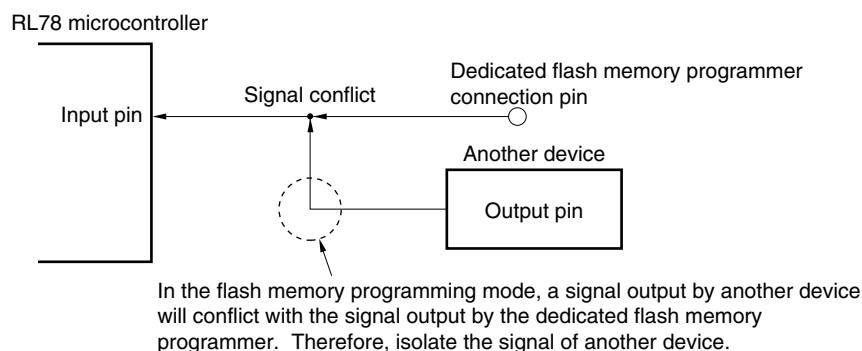 RL78 microcontroller
Dedicated flash memory programmer
connection pin
Signal conflict
Input pin
Another device
Output pin
In the flash memory programming mode, a signal output by another device
will conflict with the signal output by the dedicated flash memory
programmer.  Therefore, isolate the signal of another device.